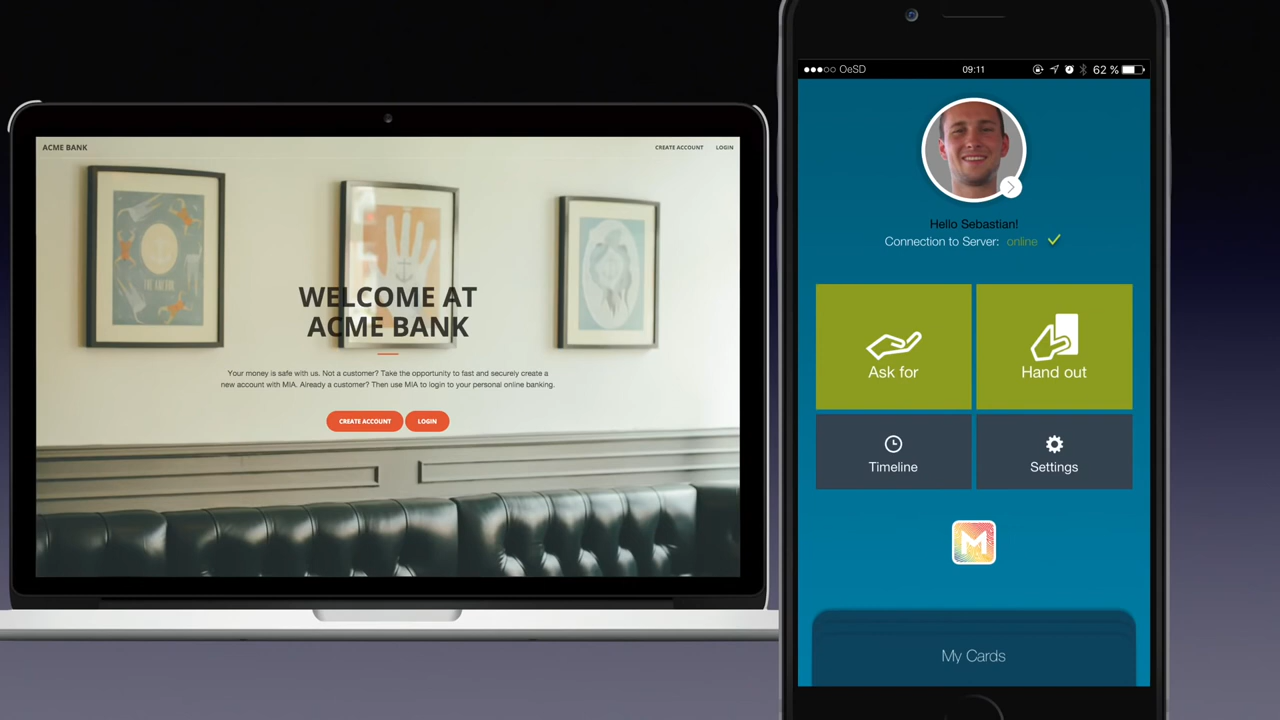 ACME BANK
CREATE ACCOUNT LOGIN
WELCOME AT
ACME BANK
Your money is safe with us. Not a customer? Take the opportunity to fast and securely create a
new account with MIA. Already a customer? Then use MIA to login to your personal online banking.
CREATE ACCOUNT LOGIN
OeSD 09:11 62 %
Hello Sebastian!
Connection to Server: online
Ask for Hand out
Timeline Settings
M
My Cards